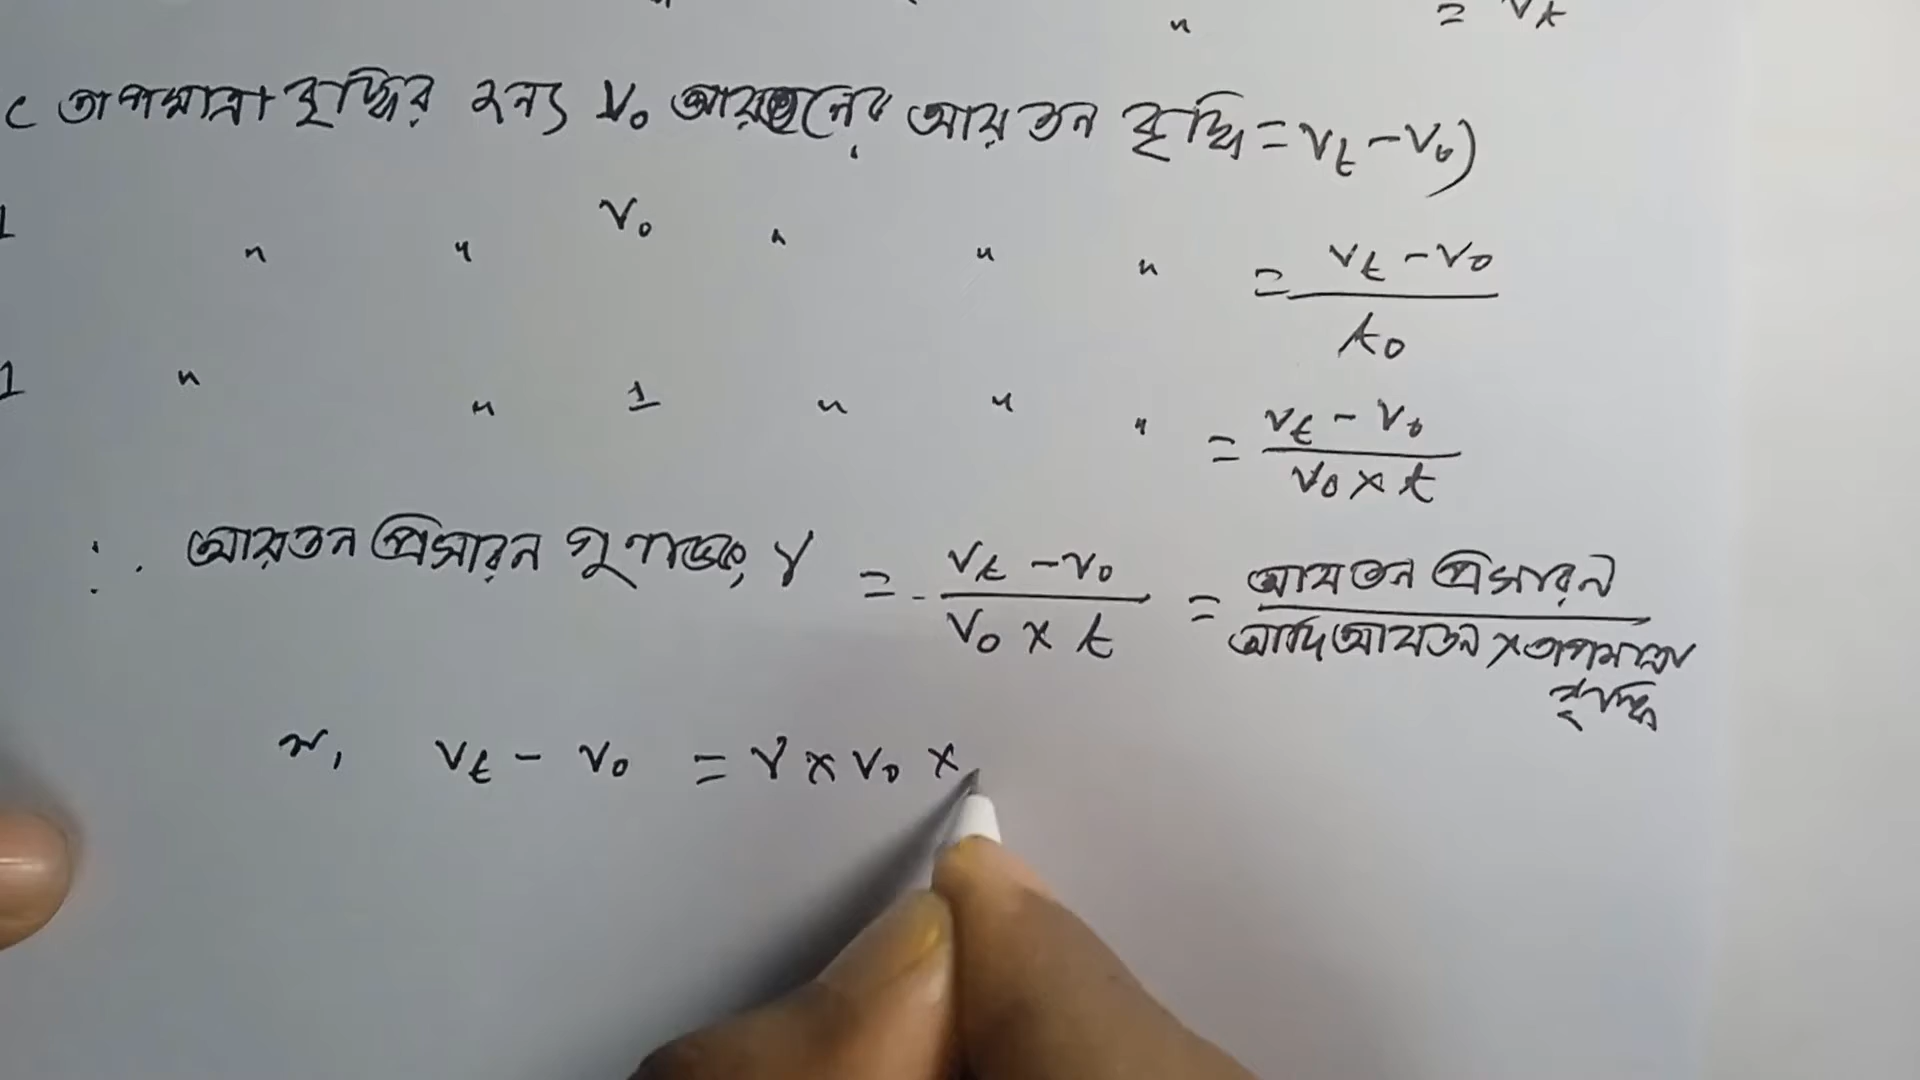 " = Vt
c তাপমাত্রা বৃদ্ধির জন্য V₀ আয়তনের আয়তন বৃদ্ধি = Vt - V₀)
1 " " V₀ " " " = (Vt - V₀)/t₀
1 " " 1 " " " = (Vt - V₀)/(V₀ × t)
∴ আয়তন প্রসারন গুণাঙ্ক, γ = (Vt - V₀)/(V₀ × t) = আয়তন প্রসারন/আদি আয়তন × তাপমাত্রা বৃদ্ধি
বা, Vt - V₀ = γ × V₀ ×